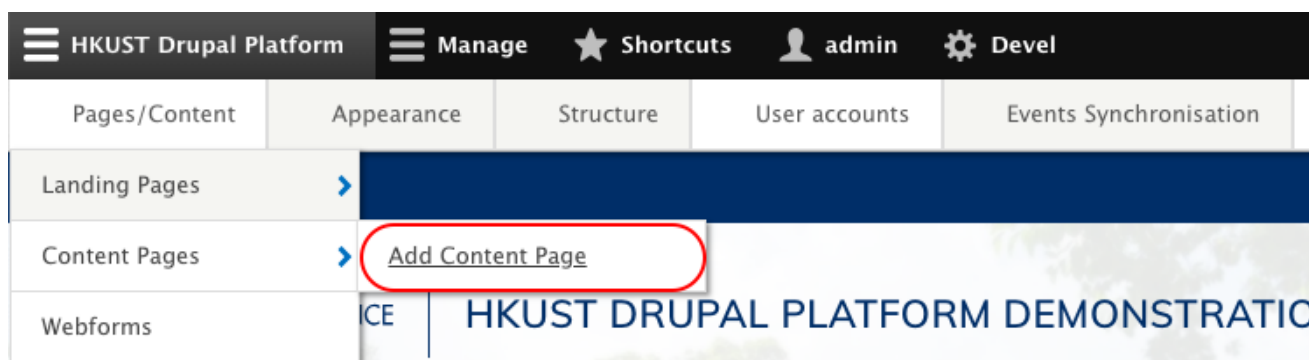 HKUST Drupal Platform Manage Shortcuts admin Devel
Pages/Content Appearance Structure User accounts Events Synchronisation
Landing Pages
Content Pages Add Content Page
Webforms
HKUST DRUPAL PLATFORM